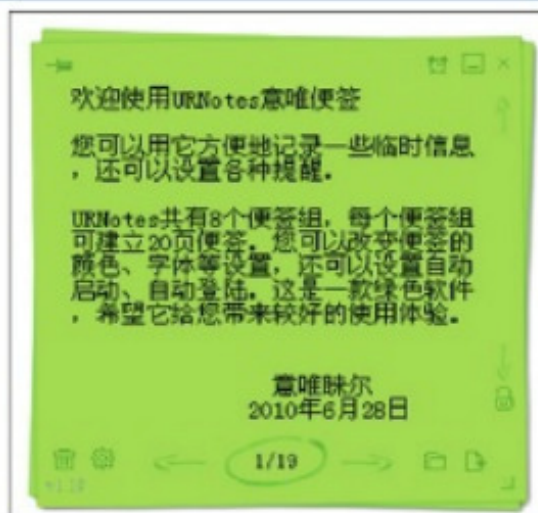 欢迎使用URNotes意唯便签
您可以用它方便地记录一些临时信息
，还可以设置各种提醒。
URNotes共有8个便签组，每个便签组
可建立20页便签。您可以改变便签的
颜色、字体等设置，还可以设置自动
启动、自动登陆。这是一款绿色软件
，希望它给您带来较好的使用体验。
意唯昧尔
2010年6月28日
1/19